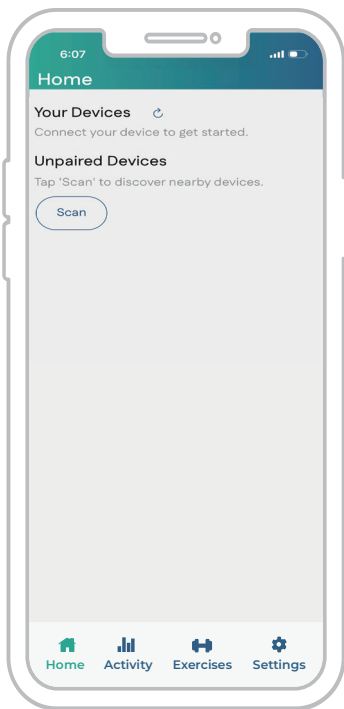 6:07
Home
Your Devices
Connect your device to get started.
Unpaired Devices
Tap 'Scan' to discover nearby devices.
Scan
Home Activity Exercises Settings